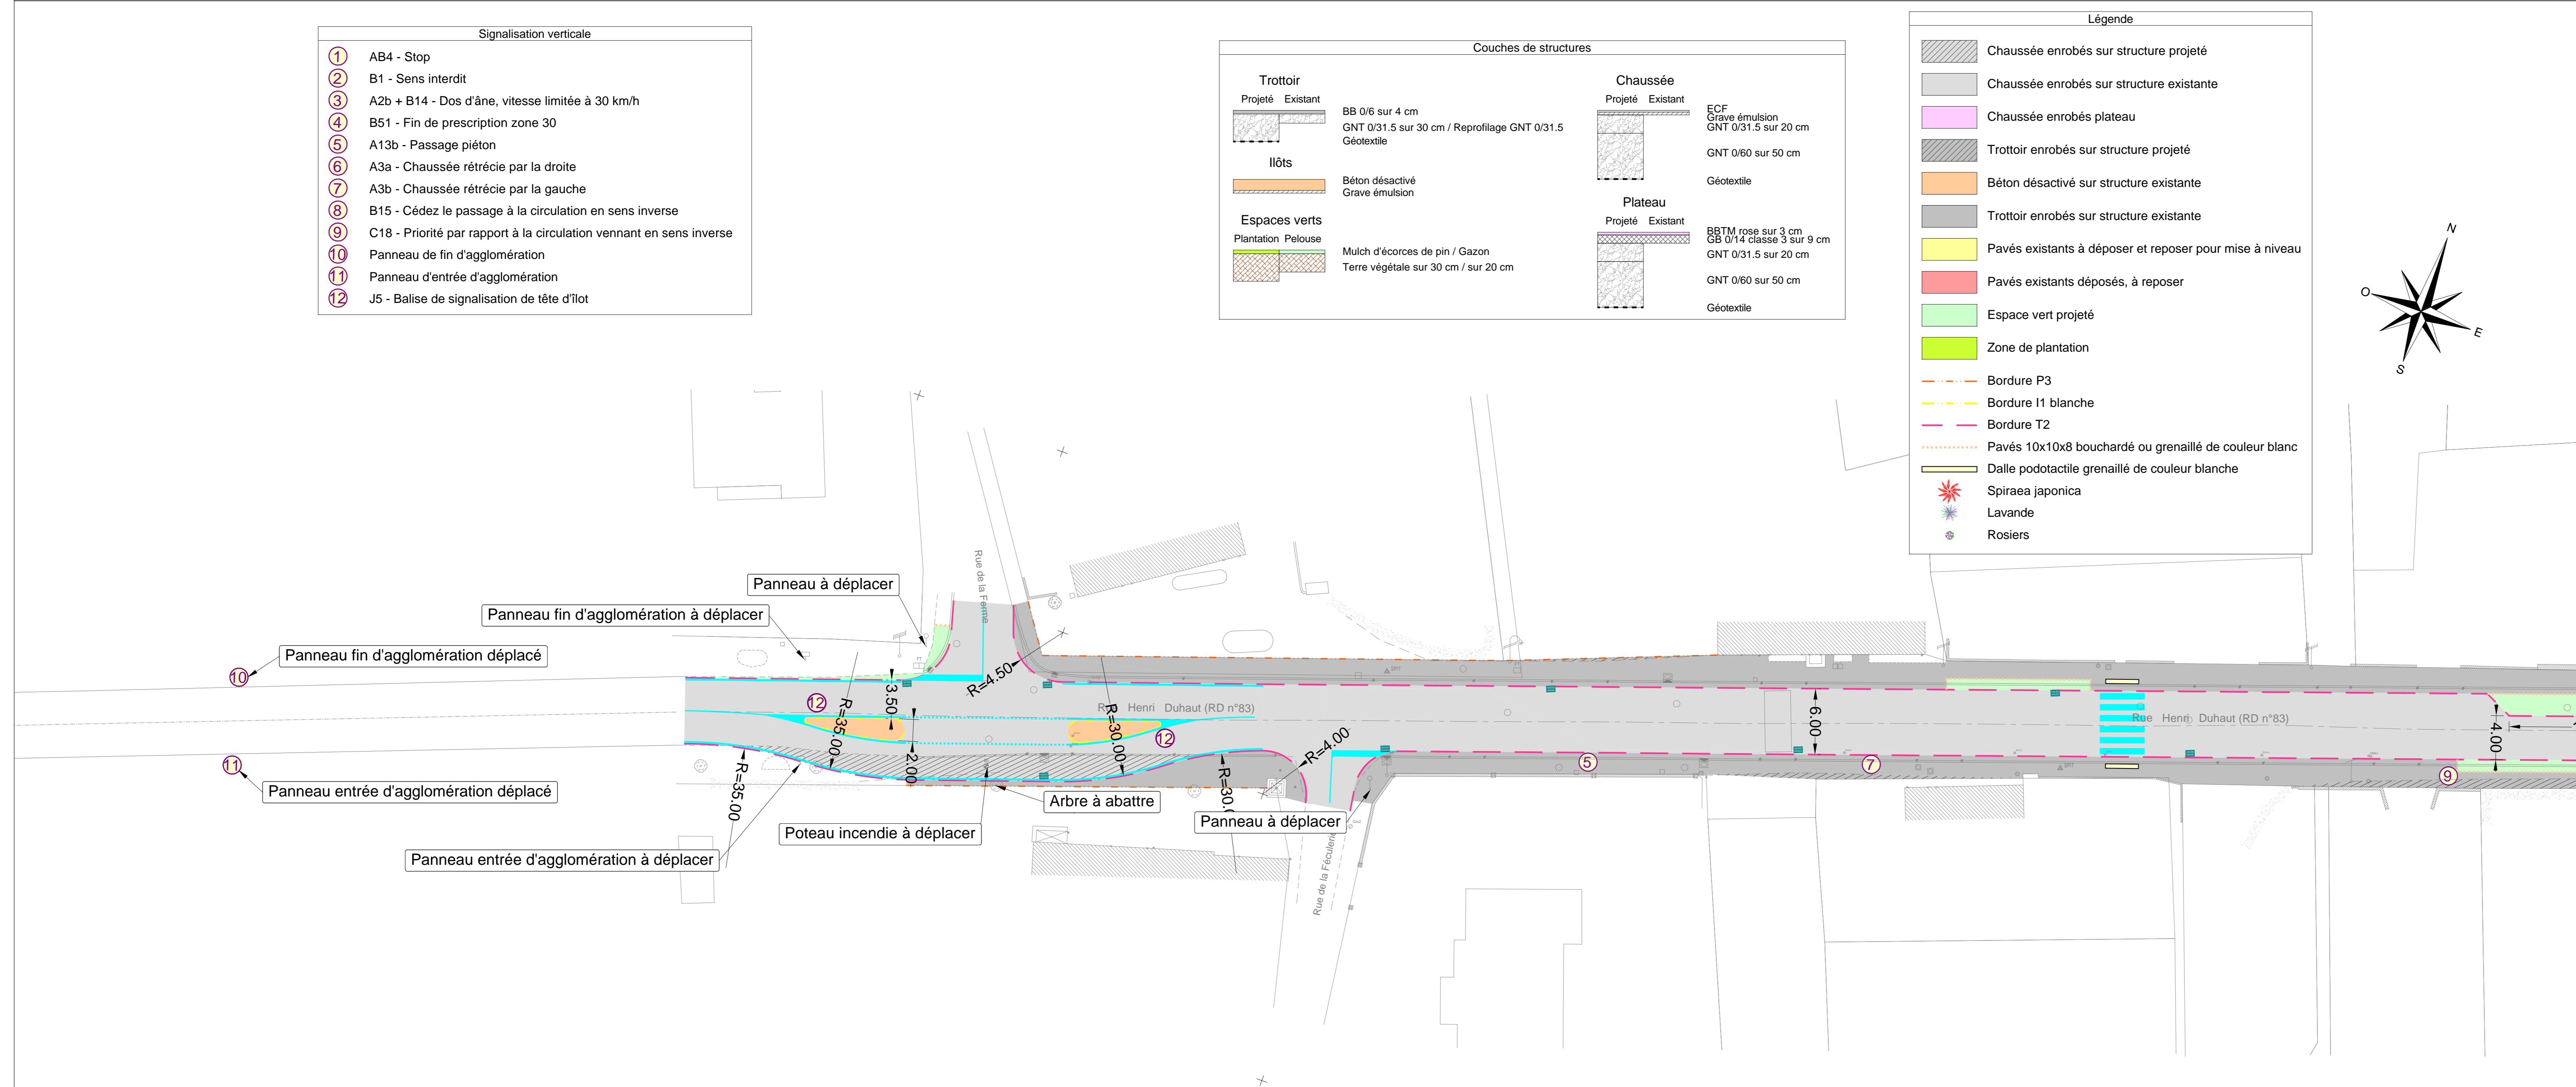 Signalisation verticale
1 AB4 - Stop
2 B1 - Sens interdit
3 A2b + B14 - Dos d'âne, vitesse limitée à 30 km/h
4 B51 - Fin de prescription zone 30
5 A13b - Passage piéton
6 A3a - Chaussée rétrécie par la droite
7 A3b - Chaussée rétrécie par la gauche
8 B15 - Cédez le passage à la circulation en sens inverse
9 C18 - Priorité par rapport à la circulation vennant en sens inverse
10 Panneau de fin d'agglomération
11 Panneau d'entrée d'agglomération
12 J5 - Balise de signalisation de tête d'îlot
Couches de structures
Trottoir
Projeté Existant
BB 0/6 sur 4 cm
GNT 0/31.5 sur 30 cm / Reprofilage GNT 0/31.5
Géotextile
Ilôts
Béton désactivé
Grave émulsion
Espaces verts
Plantation Pelouse
Mulch d'écorces de pin / Gazon
Terre végétale sur 30 cm / sur 20 cm
Chaussée
Projeté Existant
ECF
Grave émulsion
GNT 0/31.5 sur 20 cm
GNT 0/60 sur 50 cm
Géotextile
Plateau
Projeté Existant
BBTM rose sur 3 cm
GB 0/14 classe 3 sur 9 cm
GNT 0/31.5 sur 20 cm
GNT 0/60 sur 50 cm
Géotextile
Légende
Chaussée enrobés sur structure projeté
Chaussée enrobés sur structure existante
Chaussée enrobés plateau
Trottoir enrobés sur structure projeté
Béton désactivé sur structure existante
Trottoir enrobés sur structure existante
Pavés existants à déposer et reposer pour mise à niveau
Pavés existants déposés, à reposer
Espace vert projeté
Zone de plantation
Bordure P3
Bordure I1 blanche
Bordure T2
Pavés 10x10x8 bouchardé ou grenaillé de couleur blanc
Dalle podotactile grenaillé de couleur blanche
Spiraea japonica
Lavande
Rosiers
N
O
E
S
Rue de la Ferme
Panneau à déplacer
Panneau fin d'agglomération à déplacer
Panneau fin d'agglomération déplacé
10
R=4.50
3.50
12
R=35.00
Henri Duhaut (RD n°83)
R=30.00
12
6.00
Rue Henri Duhaut (RD n°83)
4.00
2.00
R=4.00
5
7
9
11
Panneau entrée d'agglomération déplacé
R=35.00
Arbre à abattre
Panneau à déplacer
Poteau incendie à déplacer
Panneau entrée d'agglomération à déplacer
Rue de la Féculerie